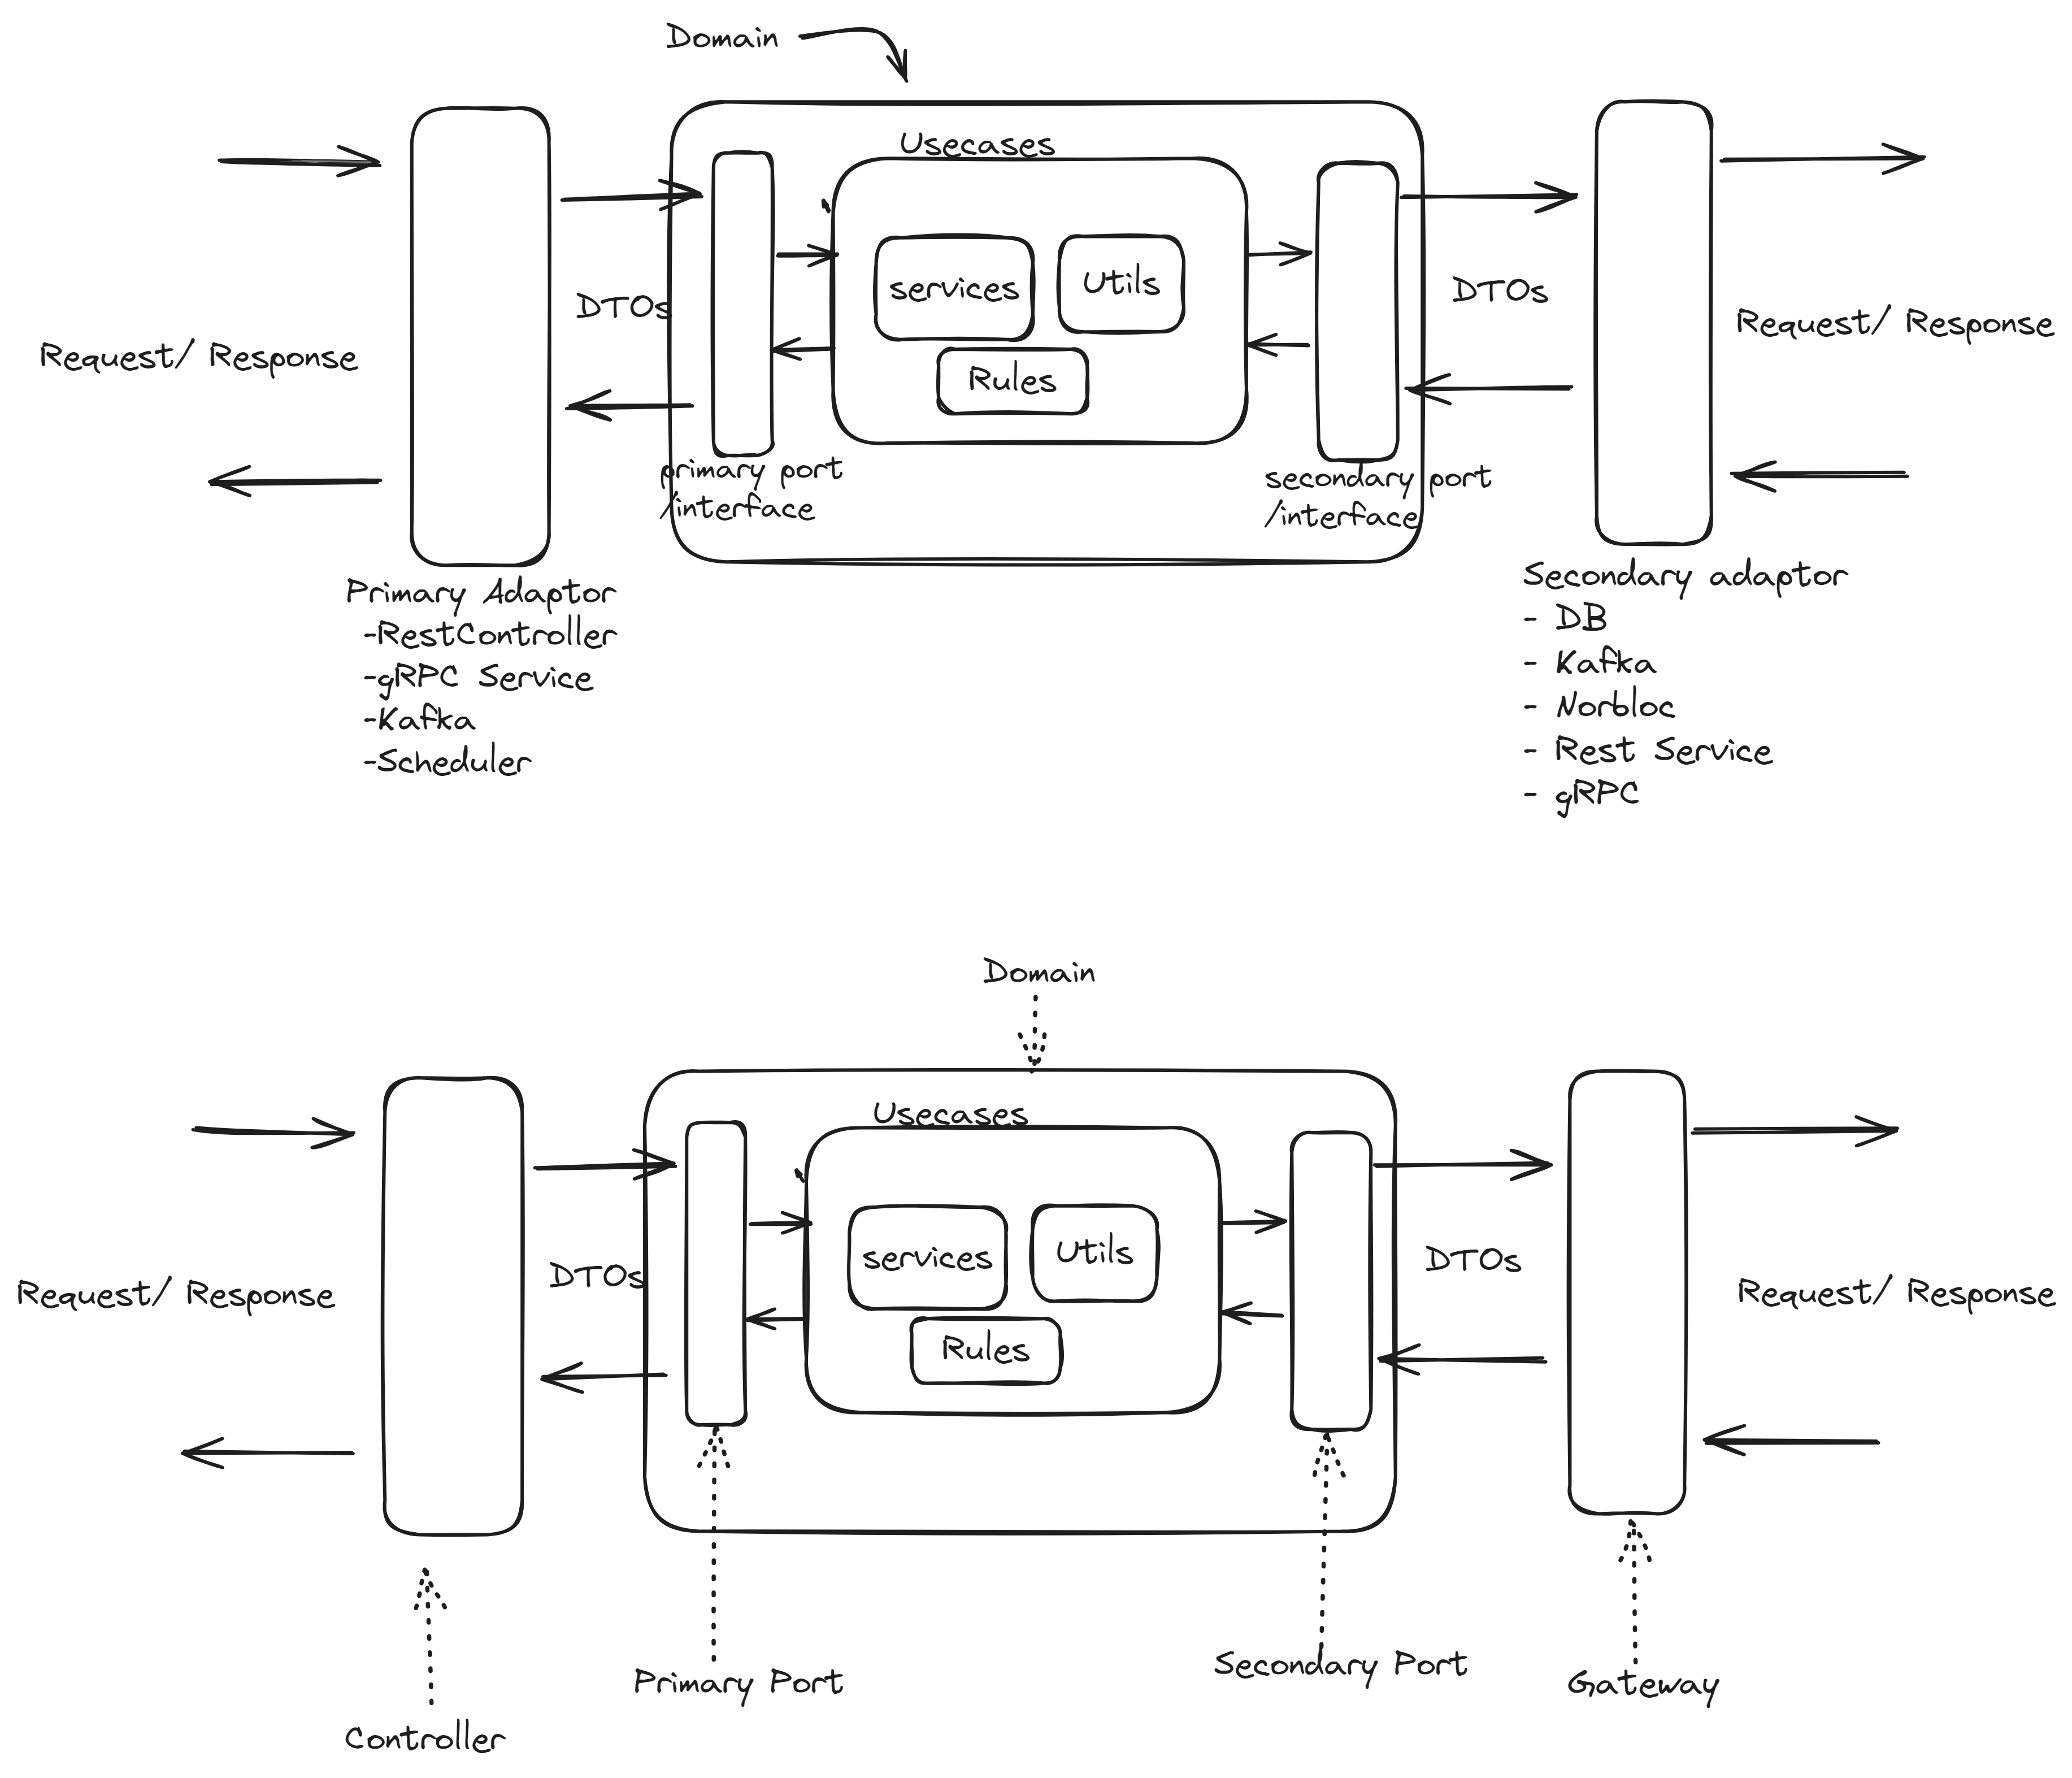 Domain
Usecases
services
Utils
DTOs
DTOs
Request/ Response
Request/ Response
Rules
primary port
/interface
secondary port
/interface
Primary Adaptor
-RestController
-gRPC Service
-Kafka
-Scheduler
Secondary adaptor
- DB
- Kafka
- Norbloc
- Rest Service
- gRPC
Domain
Usecases
services
Utils
DTOs
DTOs
Request/ Response
Request/ Response
Rules
Primary Port
Secondary Port
Gateway
Controller